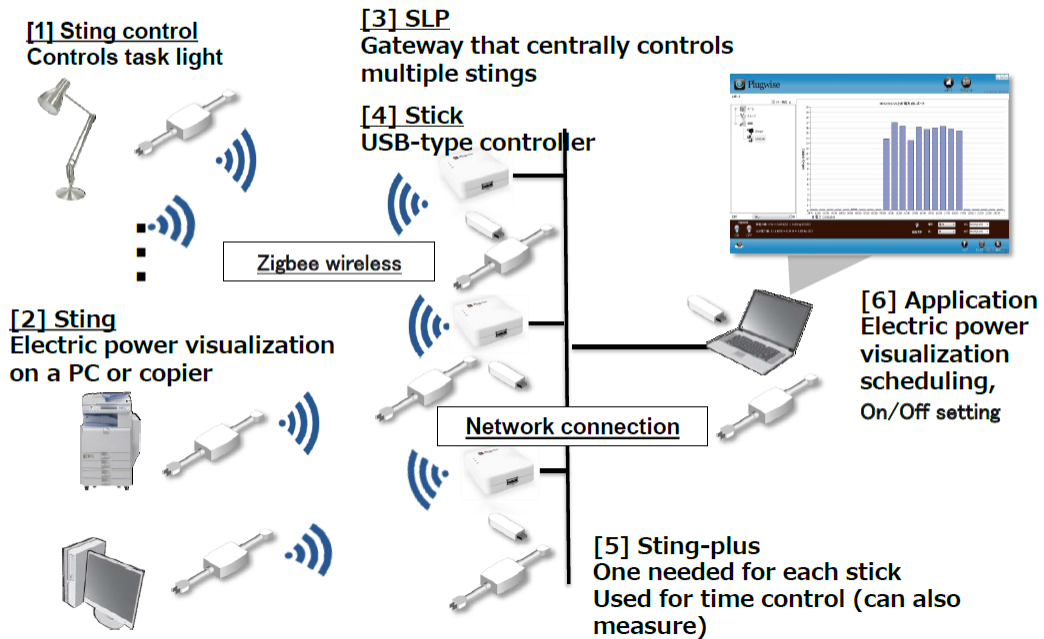 [1] Sting control
Controls task light
[3] SLP
Gateway that centrally controls
multiple stings
[4] Stick
USB-type controller
Plugwise
Zigbee wireless
[2] Sting
Electric power visualization
on a PC or copier
[6] Application
Electric power
visualization
scheduling,
On/Off setting
Network connection
[5] Sting-plus
One needed for each stick
Used for time control (can also
measure)